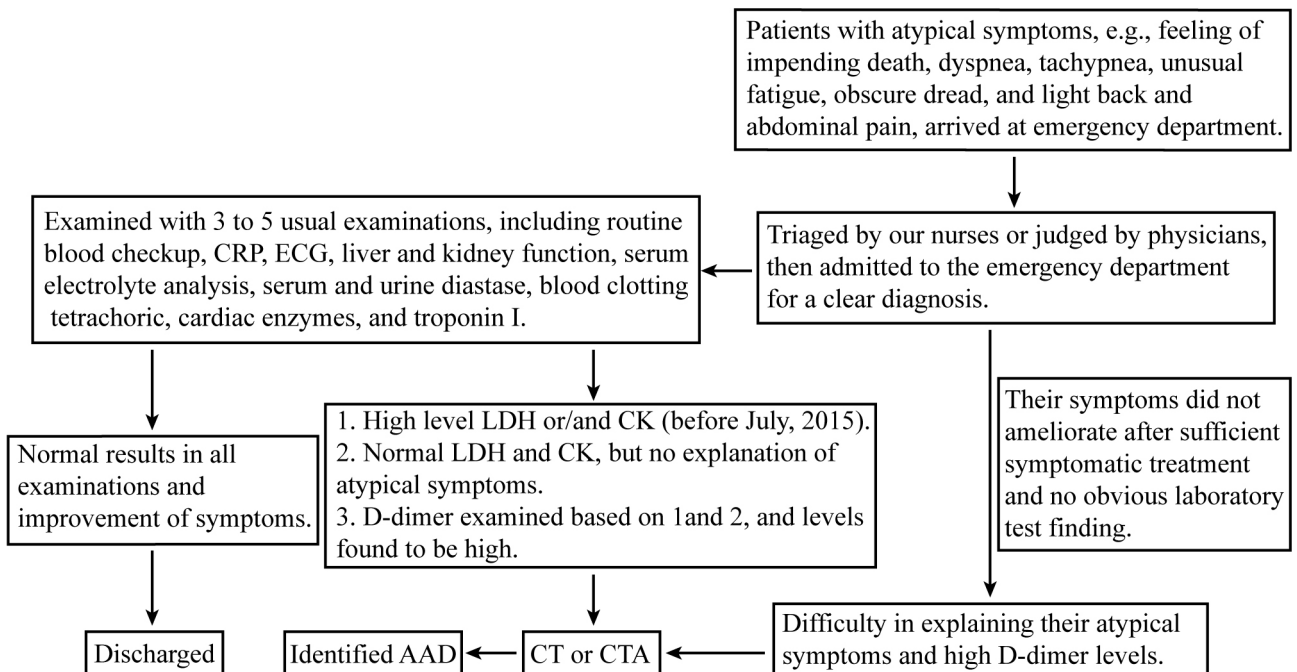 Patients with atypical symptoms, e.g., feeling of
impending death, dyspnea, tachypnea, unusual
fatigue, obscure dread, and light back and
abdominal pain, arrived at emergency department.
Triaged by our nurses or judged by physicians,
then admitted to the emergency department
for a clear diagnosis.
Examined with 3 to 5 usual examinations, including routine
blood checkup, CRP, ECG, liver and kidney function, serum
electrolyte analysis, serum and urine diastase, blood clotting
tetrachoric, cardiac enzymes, and troponin I.
Normal results in all
examinations and
improvement of symptoms.
1. High level LDH or/and CK (before July, 2015).
2. Normal LDH and CK, but no explanation of
atypical symptoms.
3. D-dimer examined based on 1and 2, and levels
found to be high.
Their symptoms did not
ameliorate after sufficient
symptomatic treatment
and no obvious laboratory
test finding.
Discharged
Identified AAD
CT or CTA
Difficulty in explaining their atypical
symptoms and high D-dimer levels.